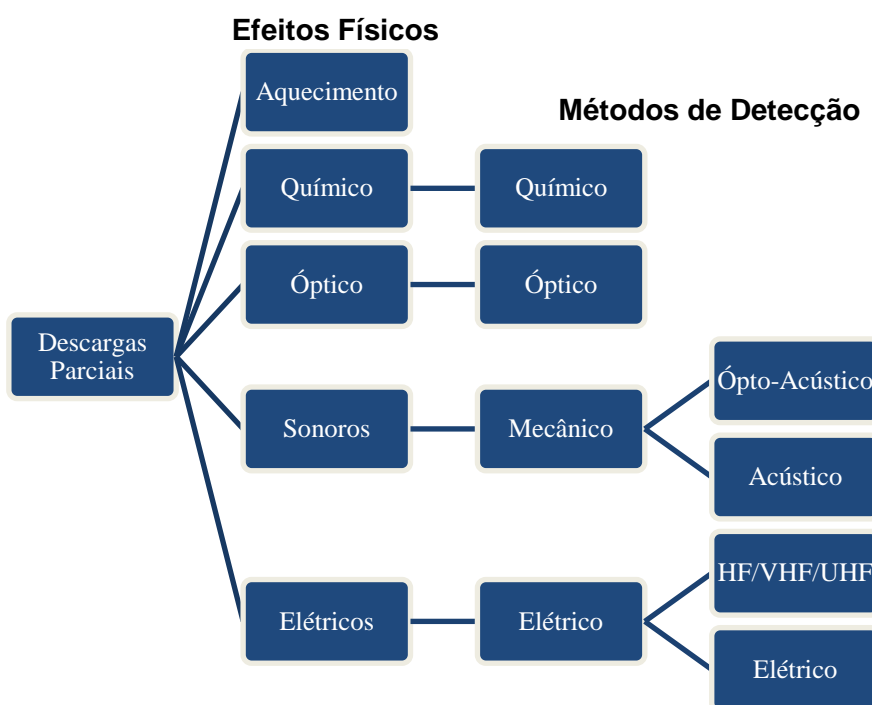 Efeitos Físicos
Aquecimento
Métodos de Detecção
Químico
Químico
Óptico
Óptico
Descargas
Parciais
Sonoros
Mecânico
Ópto-Acústico
Acústico
Elétricos
Elétrico
HF/VHF/UHF
Elétrico